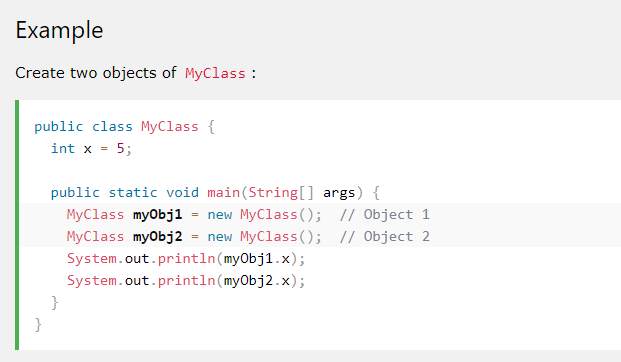 Example
Create two objects of MyClass:
public class MyClass {
  int x = 5;

  public static void main(String[] args) {
    MyClass myObj1 = new MyClass();  // Object 1
    MyClass myObj2 = new MyClass();  // Object 2
    System.out.println(myObj1.x);
    System.out.println(myObj2.x);
  }
}